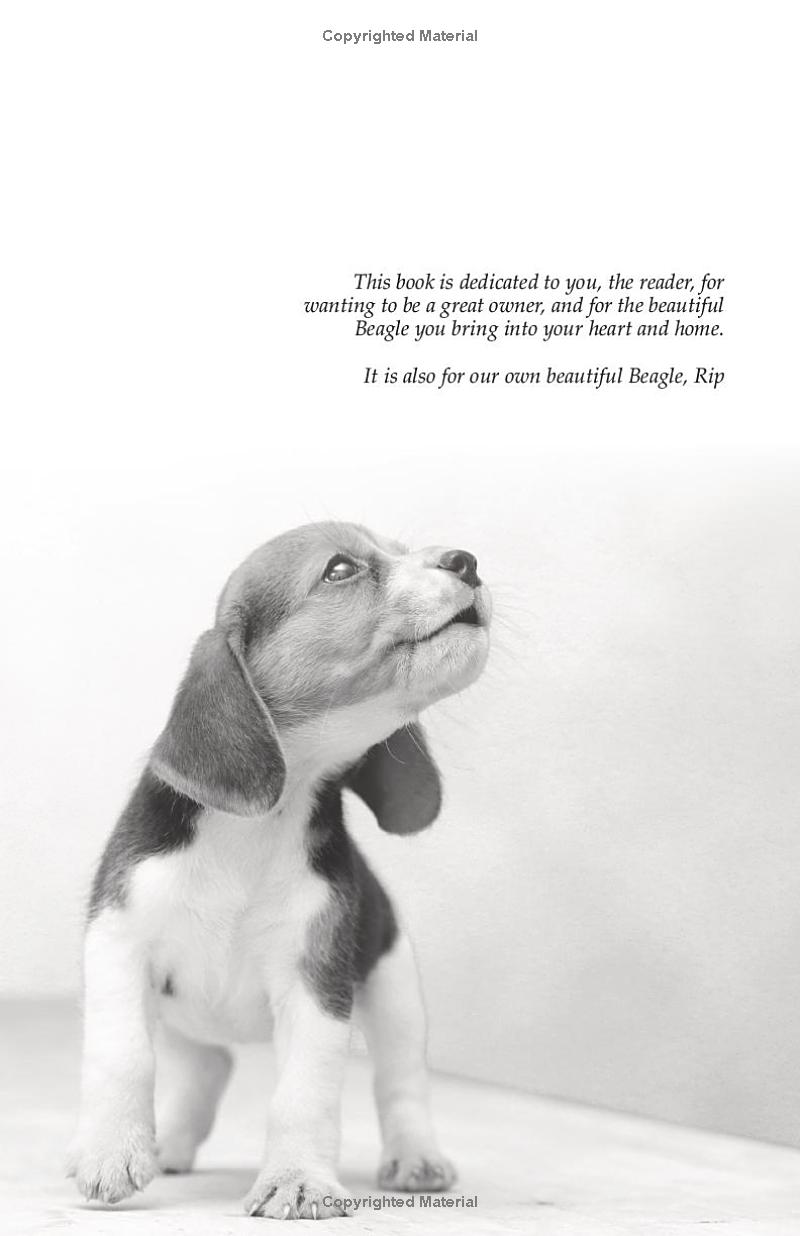 Copyrighted Material
This book is dedicated to you, the reader, for
wanting to be a great owner, and for the beautiful
Beagle you bring into your heart and home.
It is also for our own beautiful Beagle, Rip
Copyrighted Material